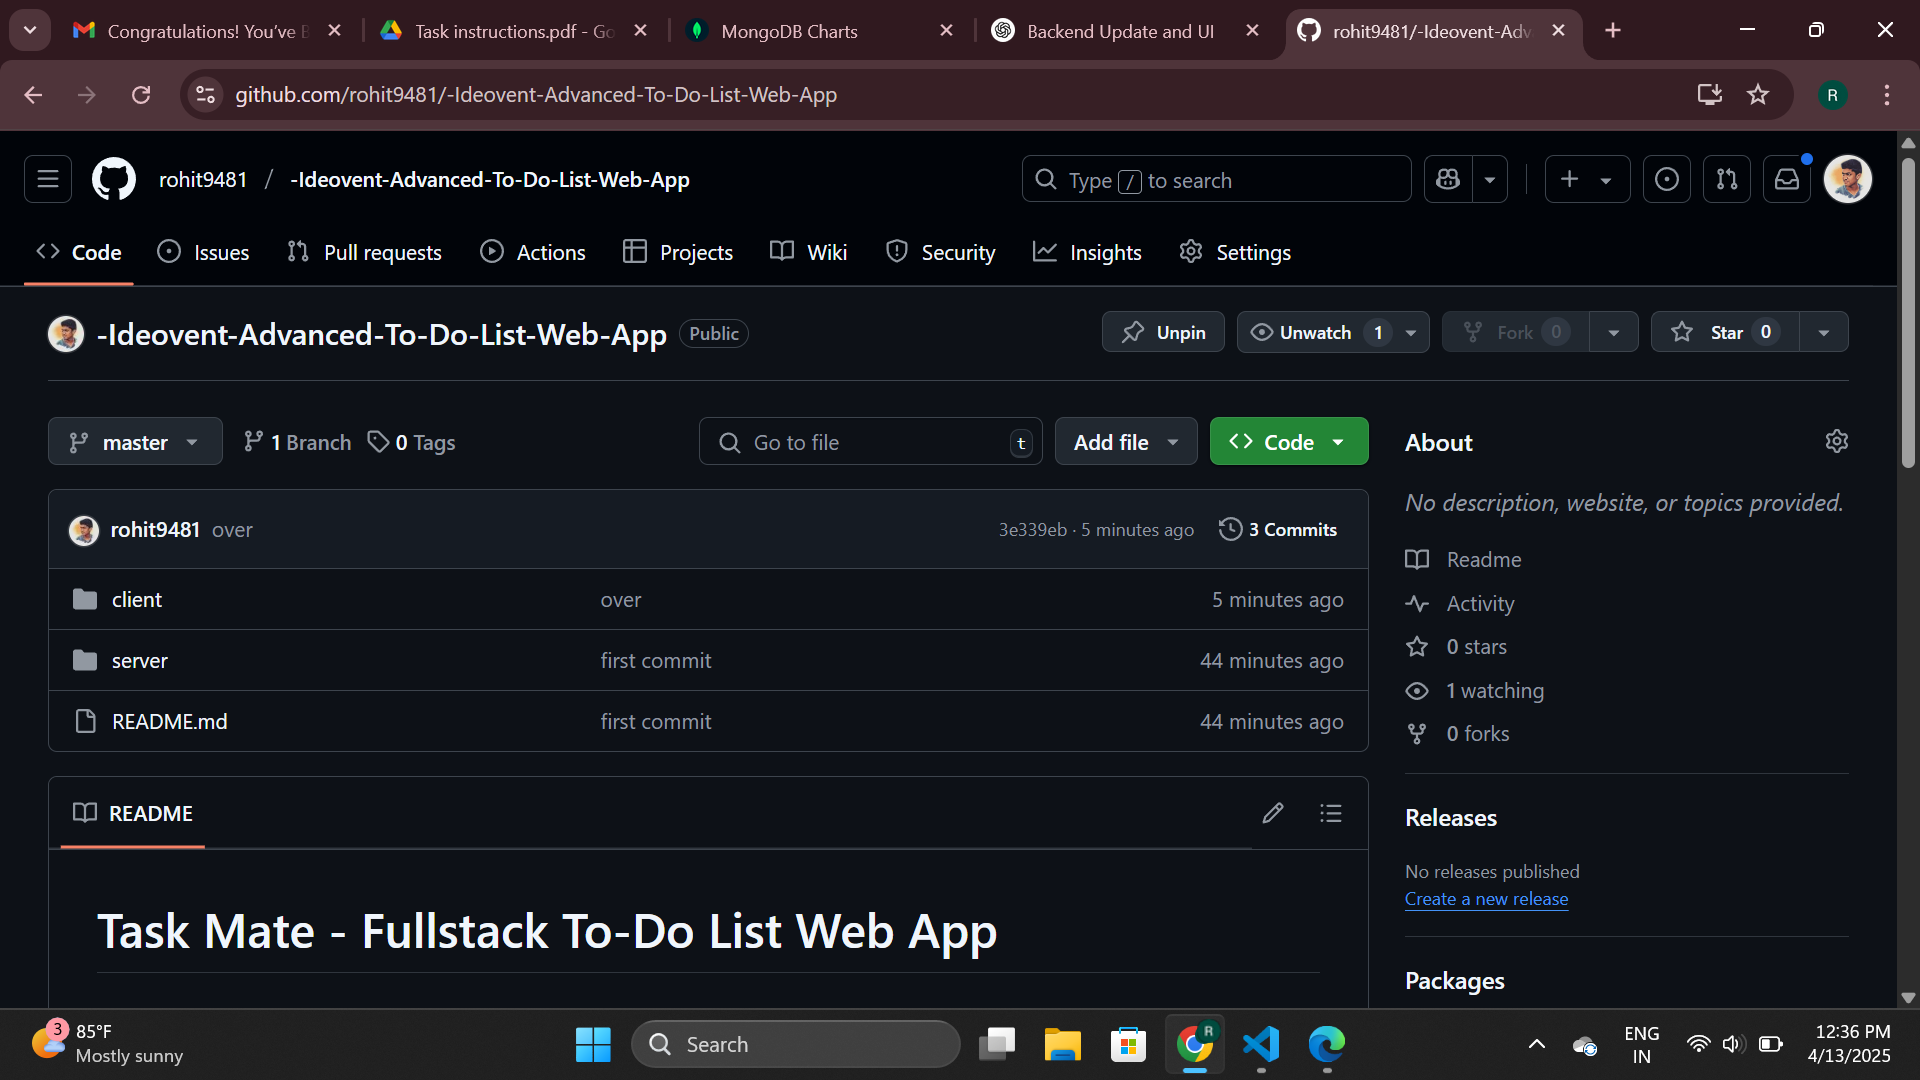 Congratulations! You've B
Task instructions.pdf - Go
MongoDB Charts
Backend Update and UI
rohit9481/-Ideovent-Adv
github.com/rohit9481/-Ideovent-Advanced-To-Do-List-Web-App
R
rohit9481 / -Ideovent-Advanced-To-Do-List-Web-App
Type / to search
Code
Issues
Pull requests
Actions
Projects
Wiki
Security
Insights
Settings
-Ideovent-Advanced-To-Do-List-Web-App Public
Unpin
Unwatch 1
Fork 0
Star 0
master
1 Branch
0 Tags
Go to file t
Add file
Code
About
No description, website, or topics provided.
rohit9481 over 3e339eb · 5 minutes ago 3 Commits
client over 5 minutes ago
server first commit 44 minutes ago
README.md first commit 44 minutes ago
Readme
Activity
0 stars
1 watching
0 forks
README
Task Mate - Fullstack To-Do List Web App
Releases
No releases published
Create a new release
Packages
3
85°F
Mostly sunny
Search
R
ENG
IN
12:36 PM
4/13/2025